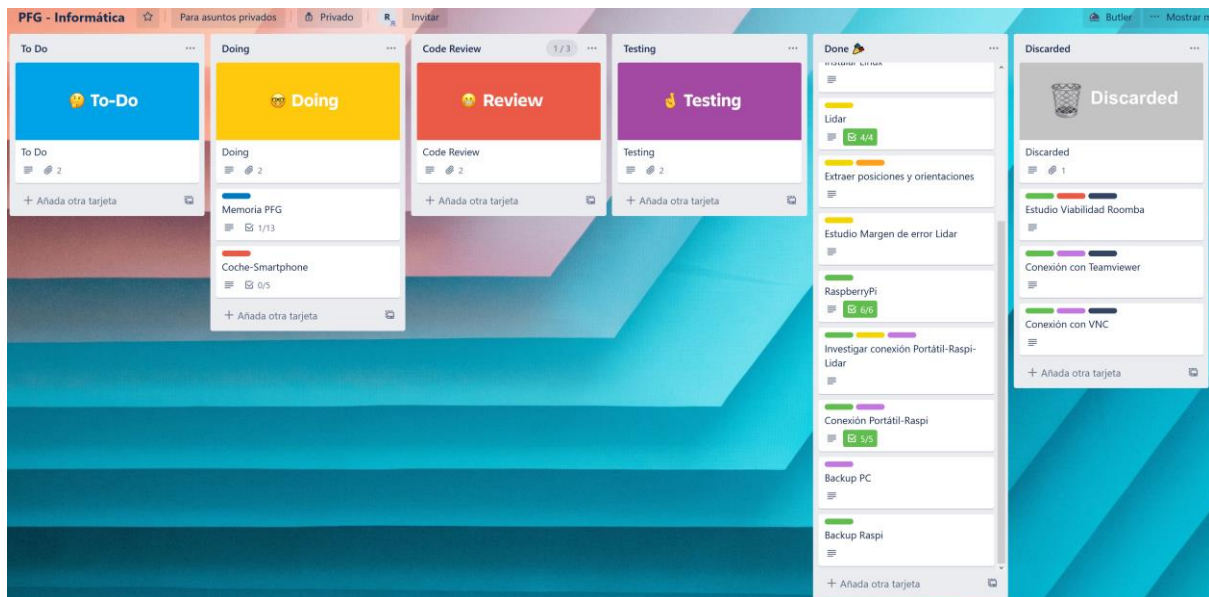 PFG - Informática
Para asuntos privados
Privado
R
Invitar
Butler
Mostrar m
To Do
To-Do
To Do
2
+ Añada otra tarjeta
Doing
Doing
Doing
2
Memoria PFG
1/13
Coche-Smartphone
0/5
+ Añada otra tarjeta
Code Review
1/3
Review
Code Review
2
+ Añada otra tarjeta
Testing
Testing
Testing
2
+ Añada otra tarjeta
Done
Instalar Linux
Lidar
4/4
Extraer posiciones y orientaciones
Estudio Margen de error Lidar
RaspberryPi
6/6
Investigar conexión Portátil-Raspi-
Lidar
Conexión Portátil-Raspi
5/5
Backup PC
Backup Raspi
+ Añada otra tarjeta
Discarded
Discarded
Discarded
1
Estudio Viabilidad Roomba
Conexión con Teamviewer
Conexión con VNC
+ Añada otra tarjeta